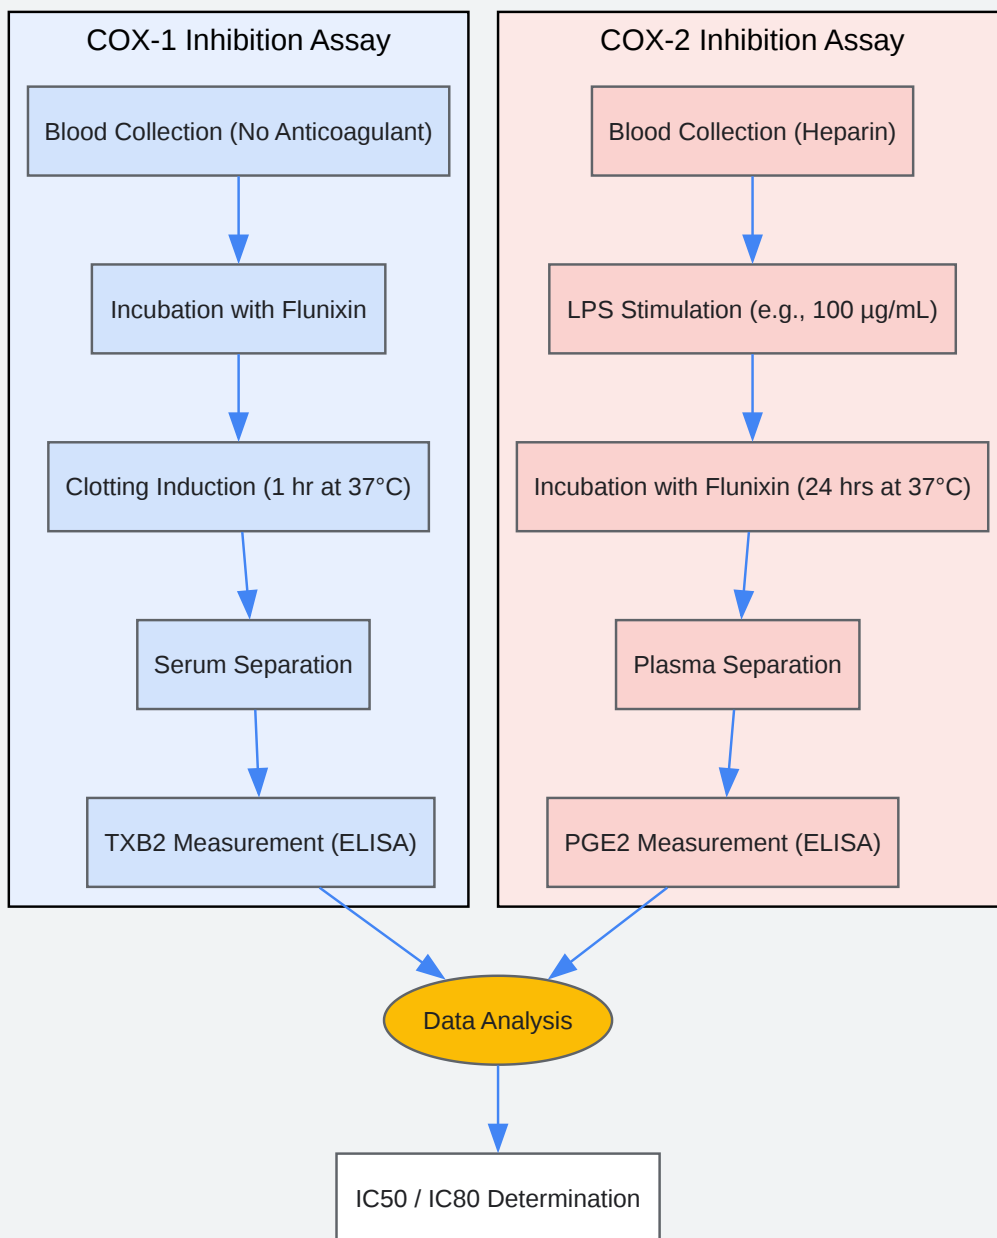 COX-1 Inhibition Assay
Blood Collection (No Anticoagulant)
Incubation with Flunixin
Clotting Induction (1 hr at 37°C)
Serum Separation
TXB2 Measurement (ELISA)
COX-2 Inhibition Assay
Blood Collection (Heparin)
LPS Stimulation (e.g., 100 µg/mL)
Incubation with Flunixin (24 hrs at 37°C)
Plasma Separation
PGE2 Measurement (ELISA)
Data Analysis
IC50 / IC80 Determination